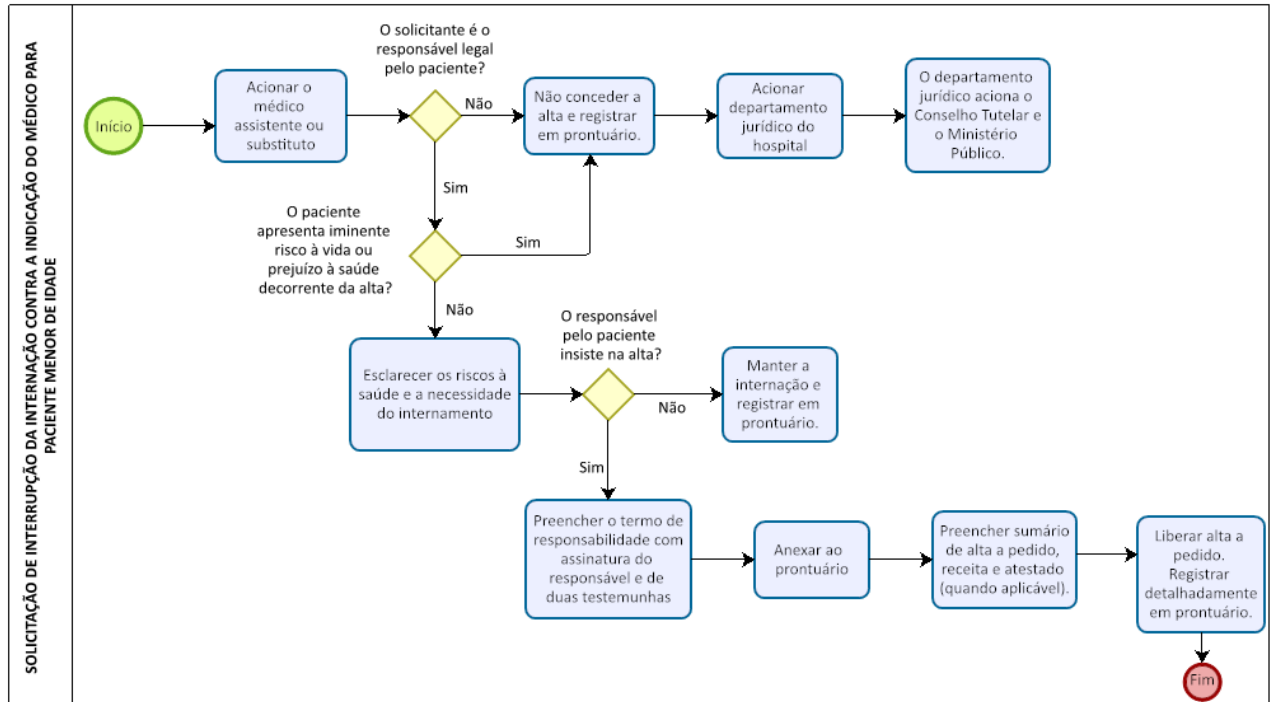 SOLICITAÇÃO DE INTERRUPÇÃO DA INTERNAÇÃO CONTRA A INDICAÇÃO DO MÉDICO PARA
PACIENTE MENOR DE IDADE
Início
Acionar o
médico
assistente ou
substituto
O solicitante é o
responsável legal
pelo paciente?
Não
Não conceder a
alta e registrar
em prontuário.
Acionar
departamento
jurídico do
hospital
O departamento
jurídico aciona o
Conselho Tutelar e
o Ministério
Público.
Sim
O paciente
apresenta iminente
risco à vida ou
prejuízo à saúde
decorrente da alta?
Sim
Não
Esclarecer os riscos à
saúde e a necessidade
do internamento
O responsável
pelo paciente
insiste na alta?
Não
Manter a
internação e
registrar em
prontuário.
Sim
Preencher o termo de
responsabilidade com
assinatura do
responsável e de
duas testemunhas
Anexar ao
prontuário
Preencher sumário
de alta a pedido,
receita e atestado
(quando aplicável).
Liberar alta a
pedido.
Registrar
detalhadamente
em prontuário.
Fim